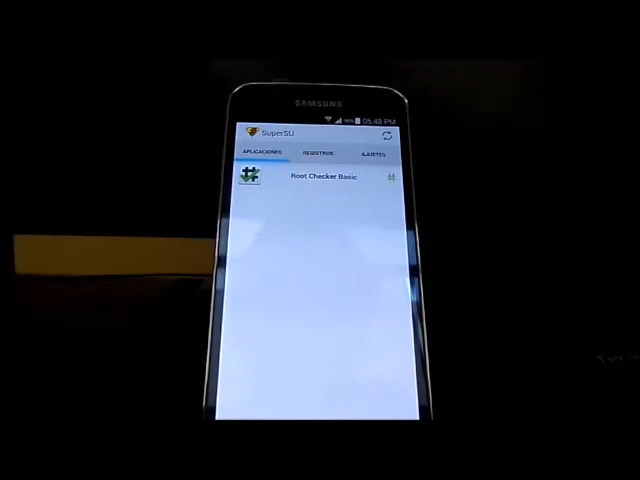 SAMSUNG
05:48 PM
SuperSU
APLICACIONES REGISTROS AJUSTES
Root Checker Basic #